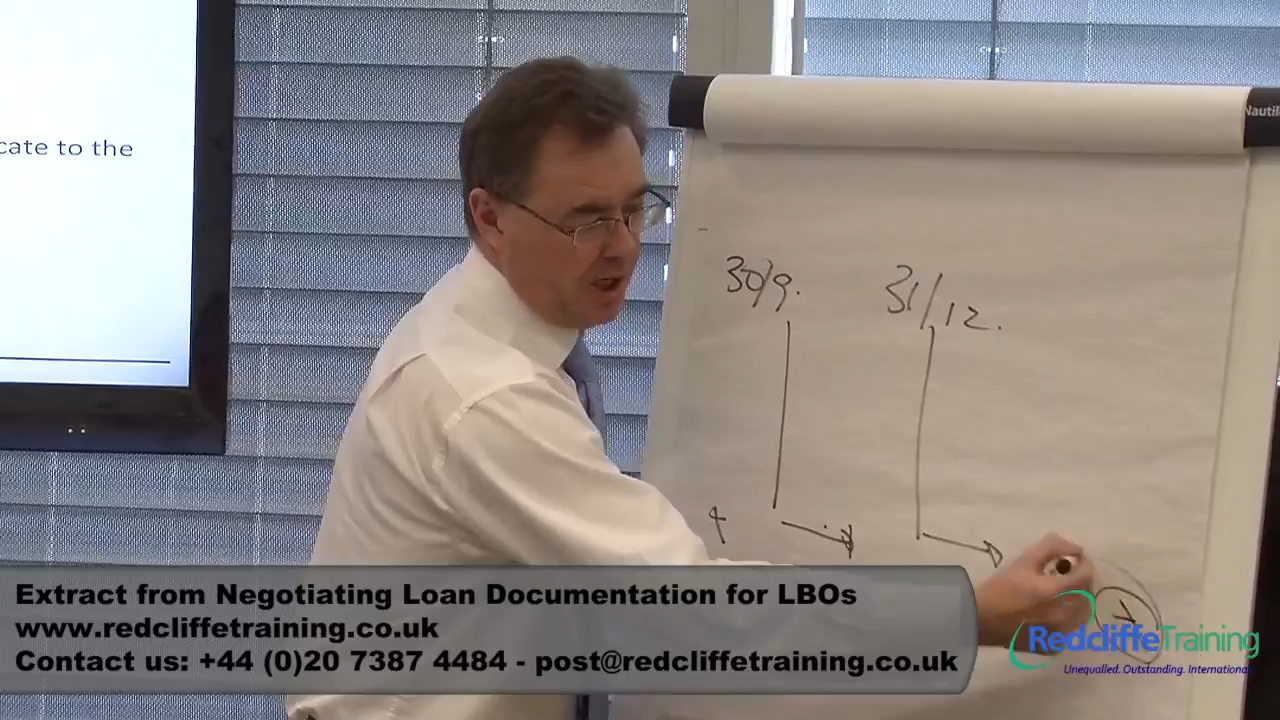 cate to the
Nautil
30/9.
31/12.
Extract from Negotiating Loan Documentation for LBOs
www.redcliffetraining.co.uk
Contact us: +44 (0)20 7387 4484 - post@redcliffetraining.co.uk
RedcliffeTraining
Unequalled. Outstanding. International